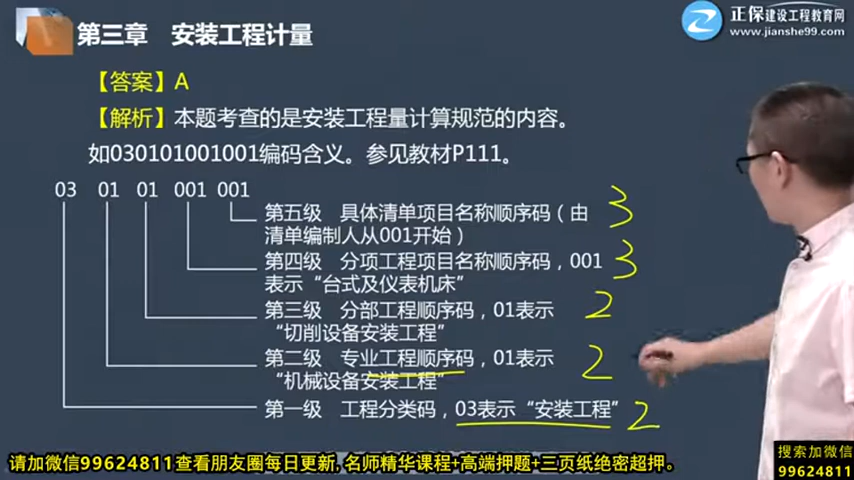 第三章 安装工程计量
正保建设工程教育网
www.jianshe99.com
【答案】A
【解析】本题考查的是安装工程量计算规范的内容。
如030101001001编码含义。参见教材P111。
03 01 01 001 001
第五级 具体清单项目名称顺序码（由 3
清单编制人从001开始）
第四级 分项工程项目名称顺序码，001 3
表示“台式及仪表机床”
第三级 分部工程顺序码，01表示 2
“切削设备安装工程”
第二级 专业工程顺序码，01表示 2
“机械设备安装工程”
第一级 工程分类码，03表示“安装工程” 2
请加微信99624811查看朋友圈每日更新,名师精华课程+高端押题+三页纸绝密超押。
搜索加微信
99624811